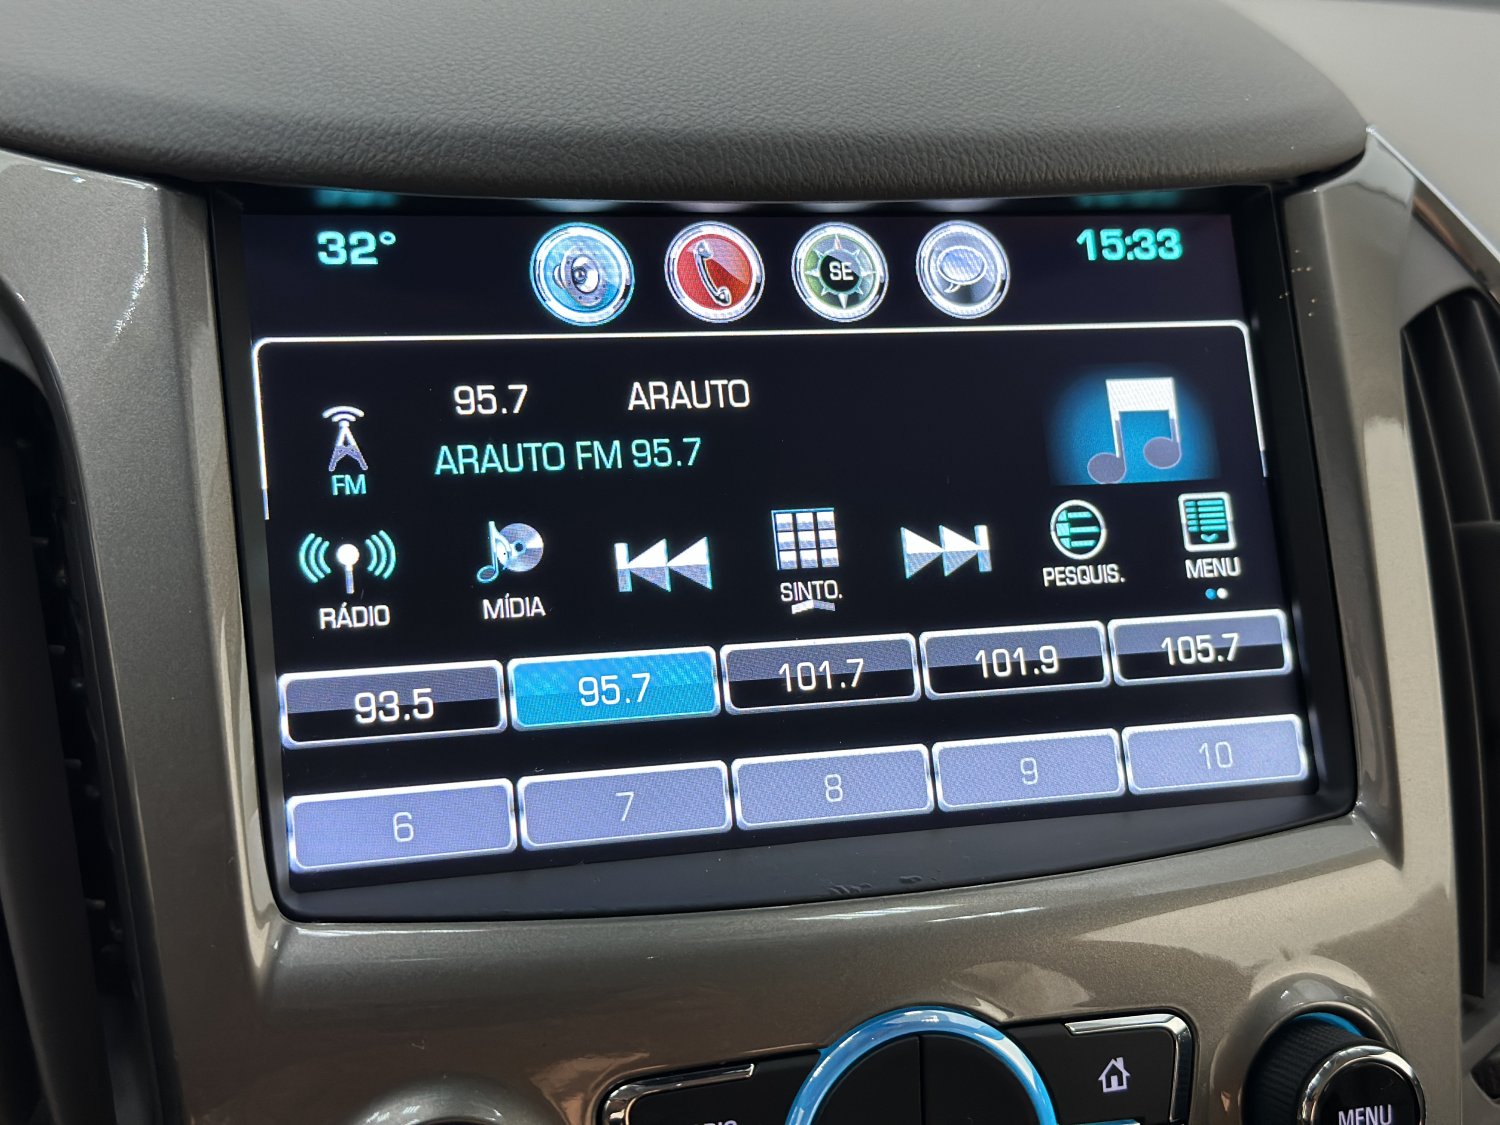 32°
SE
15:33
95.7 ARAUTO
ARAUTO FM 95.7
FM
RÁDIO
MÍDIA
SINTO.
PESQUIS.
MENU
93.5
95.7
101.7
101.9
105.7
6
7
8
9
10
MENU